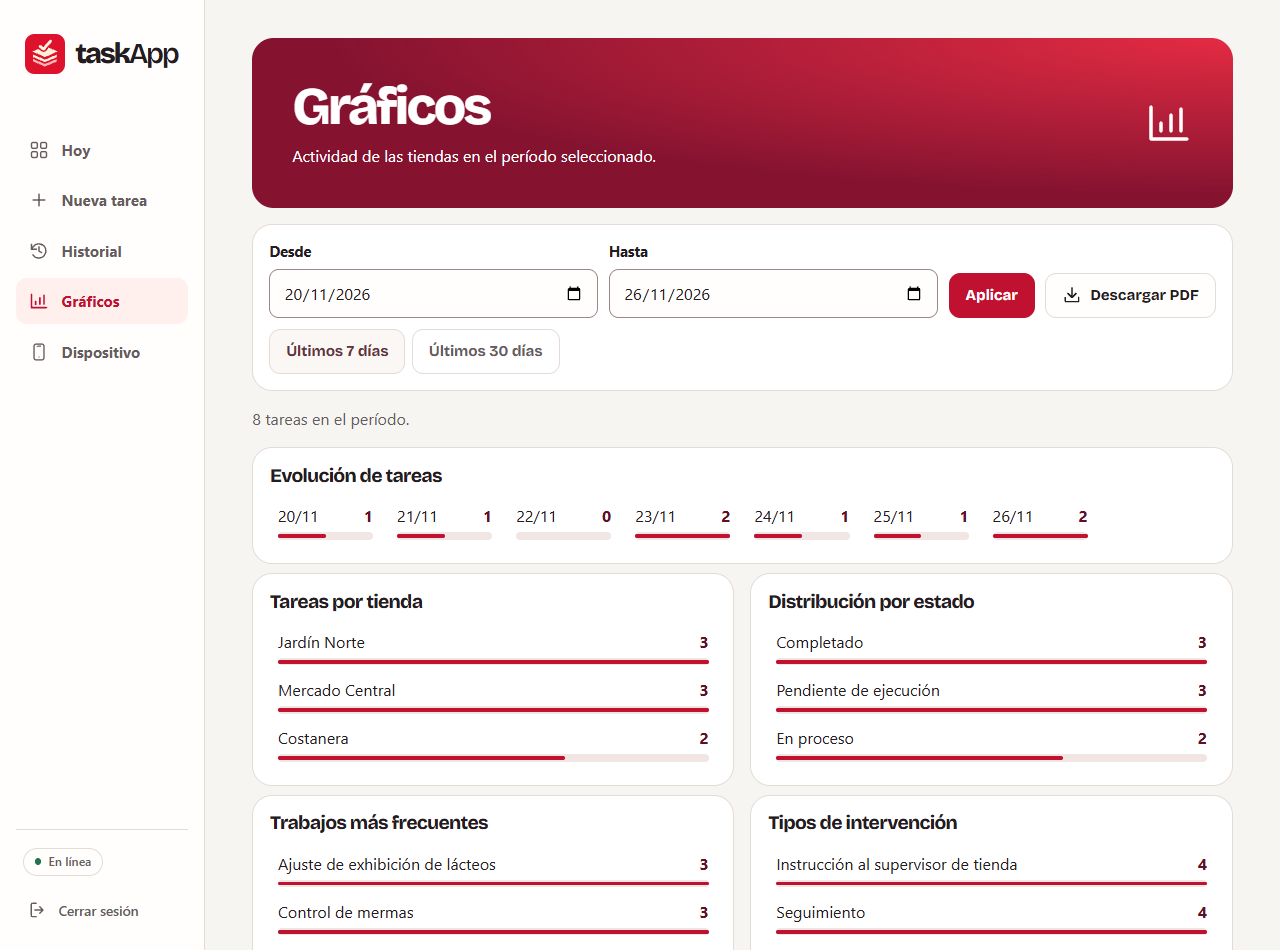 taskApp
Hoy
Nueva tarea
Historial
Gráficos
Dispositivo
En línea
Cerrar sesión
Gráficos
Actividad de las tiendas en el período seleccionado.
Desde
Hasta
20/11/2026
26/11/2026
Aplicar
Descargar PDF
Últimos 7 días
Últimos 30 días
8 tareas en el período.
Evolución de tareas
20/11 1
21/11 1
22/11 0
23/11 2
24/11 1
25/11 1
26/11 2
Tareas por tienda
Jardín Norte 3
Mercado Central 3
Costanera 2
Distribución por estado
Completado 3
Pendiente de ejecución 3
En proceso 2
Trabajos más frecuentes
Ajuste de exhibición de lácteos 3
Control de mermas 3
Tipos de intervención
Instrucción al supervisor de tienda 4
Seguimiento 4